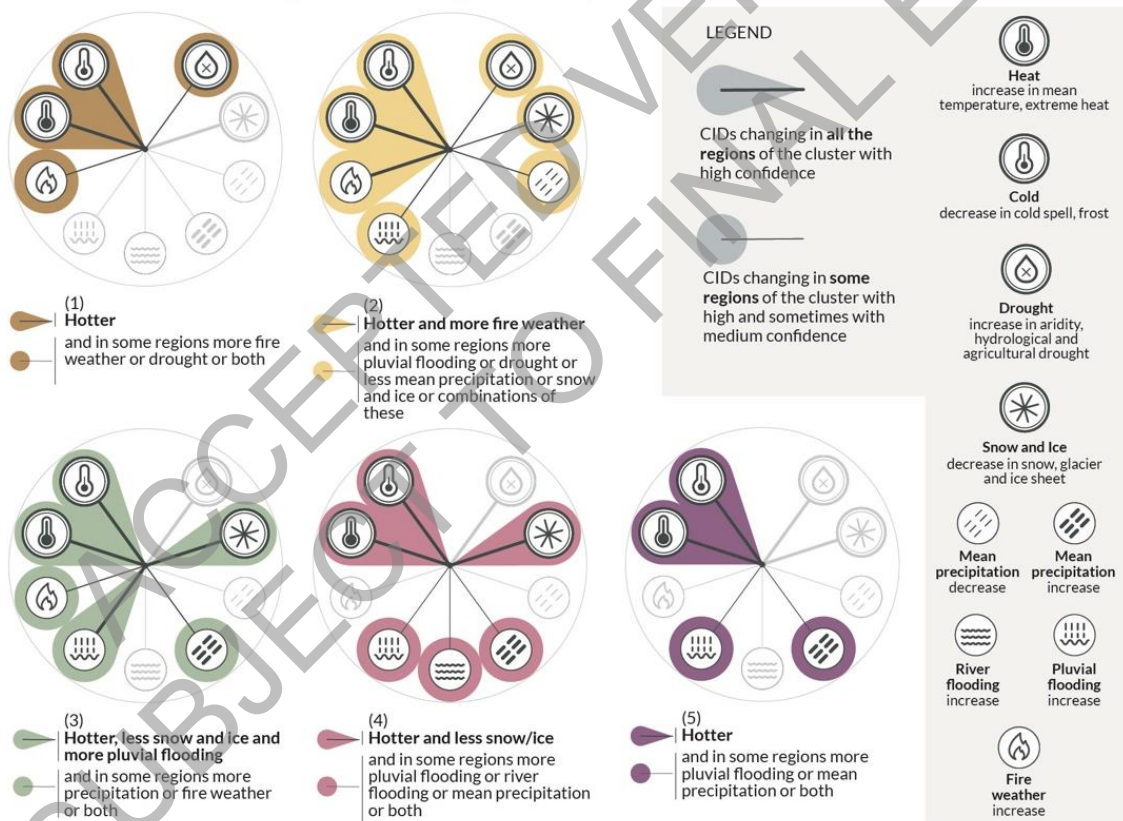 (1)
Hotter
and in some regions more fire
weather or drought or both
(2)
Hotter and more fire weather
and in some regions more
pluvial flooding or drought or
less mean precipitation or snow
and ice or combinations of
these
LEGEND
CIDs changing in all the
regions of the cluster with
high confidence
CIDs changing in some
regions of the cluster with
high and sometimes with
medium confidence
Heat
increase in mean
temperature, extreme heat
Cold
decrease in cold spell, frost
Drought
increase in aridity,
hydrological and
agricultural drought
Snow and Ice
decrease in snow, glacier
and ice sheet
Mean
precipitation
decrease
Mean
precipitation
increase
River
flooding
increase
Pluvial
flooding
increase
Fire
weather
increase
(3)
Hotter, less snow and ice and
more pluvial flooding
and in some regions more
precipitation or fire weather
or both
(4)
Hotter and less snow/ice
and in some regions more
pluvial flooding or river
flooding or mean precipitation
or both
(5)
Hotter
and in some regions more
pluvial flooding or mean
precipitation or both
ACCEPTED VE
SUBJECT TO FINAL E